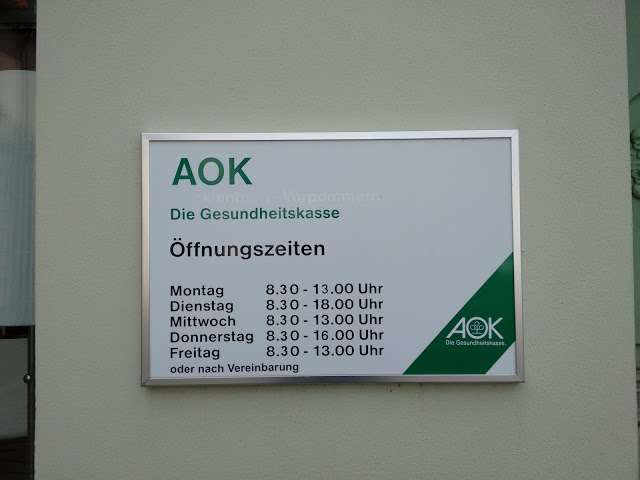 AOK
Mecklenburg-Vorpommern
Die Gesundheitskasse
Öffnungszeiten
Montag 8.30 - 13.00 Uhr
Dienstag 8.30 - 18.00 Uhr
Mittwoch 8.30 - 13.00 Uhr
Donnerstag 8.30 - 16.00 Uhr
Freitag 8.30 - 13.00 Uhr
oder nach Vereinbarung
AOK
Die Gesundheitskasse.